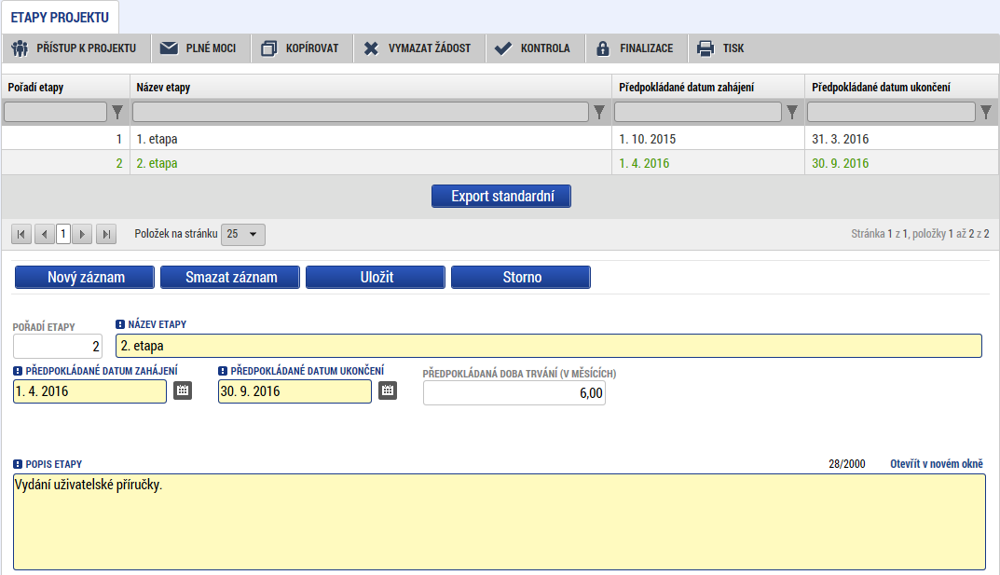 ETAPY PROJEKTU
PŘÍSTUP K PROJEKTU PLNÉ MOCI KOPÍROVAT VYMAZAT ŽÁDOST KONTROLA FINALIZACE TISK
Pořadí etapy Název etapy Předpokládané datum zahájení Předpokládané datum ukončení
1 1. etapa 1. 10. 2015 31. 3. 2016
2 2. etapa 1. 4. 2016 30. 9. 2016
Export standardní
1 Položek na stránku 25 Stránka 1 z 1, položky 1 až 2 z 2
Nový záznam Smazat záznam Uložit Storno
POŘADÍ ETAPY NÁZEV ETAPY
2 2. etapa
PŘEDPOKLÁDANÉ DATUM ZAHÁJENÍ PŘEDPOKLÁDANÉ DATUM UKONČENÍ PŘEDPOKLÁDANÁ DOBA TRVÁNÍ (V MĚSÍCÍCH)
1. 4. 2016 30. 9. 2016 6,00
POPIS ETAPY 28/2000 Otevřít v novém okně
Vydání uživatelské příručky.